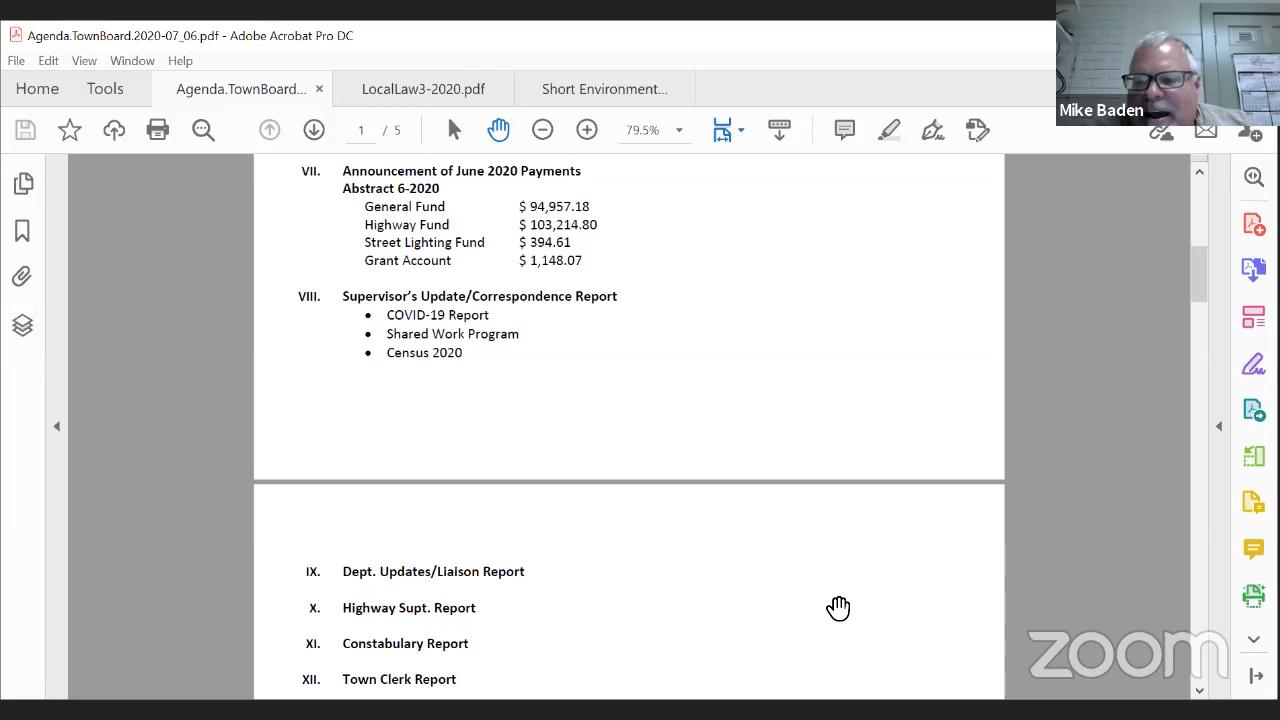 Agenda.TownBoard.2020-07_06.pdf - Adobe Acrobat Pro DC
File Edit View Window Help
Home Tools Agenda.TownBoard... × LocalLaw3-2020.pdf Short Environment...
1 / 5 79.5%
Mike Baden
VII. Announcement of June 2020 Payments
Abstract 6-2020
General Fund $ 94,957.18
Highway Fund $ 103,214.80
Street Lighting Fund $ 394.61
Grant Account $ 1,148.07
VIII. Supervisor's Update/Correspondence Report
• COVID-19 Report
• Shared Work Program
• Census 2020
IX. Dept. Updates/Liaison Report
X. Highway Supt. Report
XI. Constabulary Report
XII. Town Clerk Report
zoom